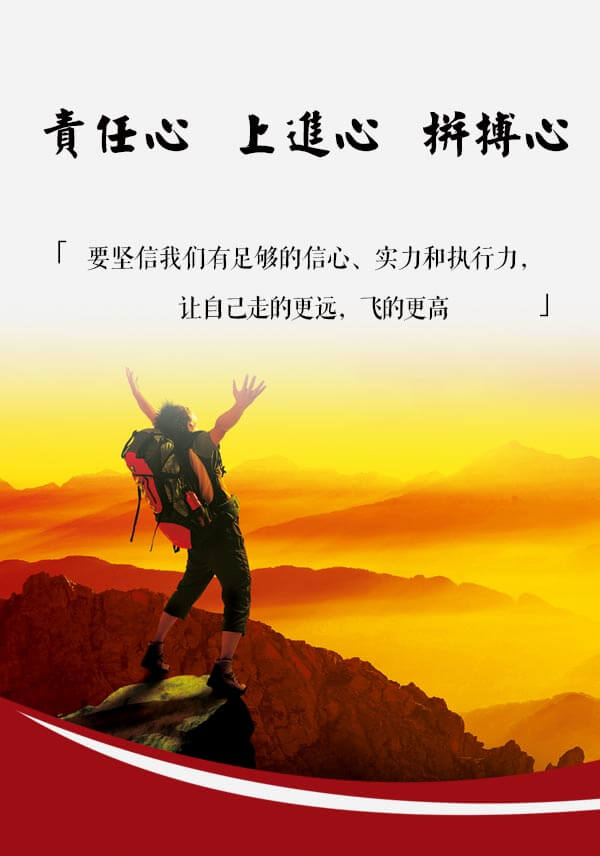 責任心 上進心 拼搏心
「 要坚信我们有足够的信心、实力和执行力，
让自己走的更远，飞的更高 」